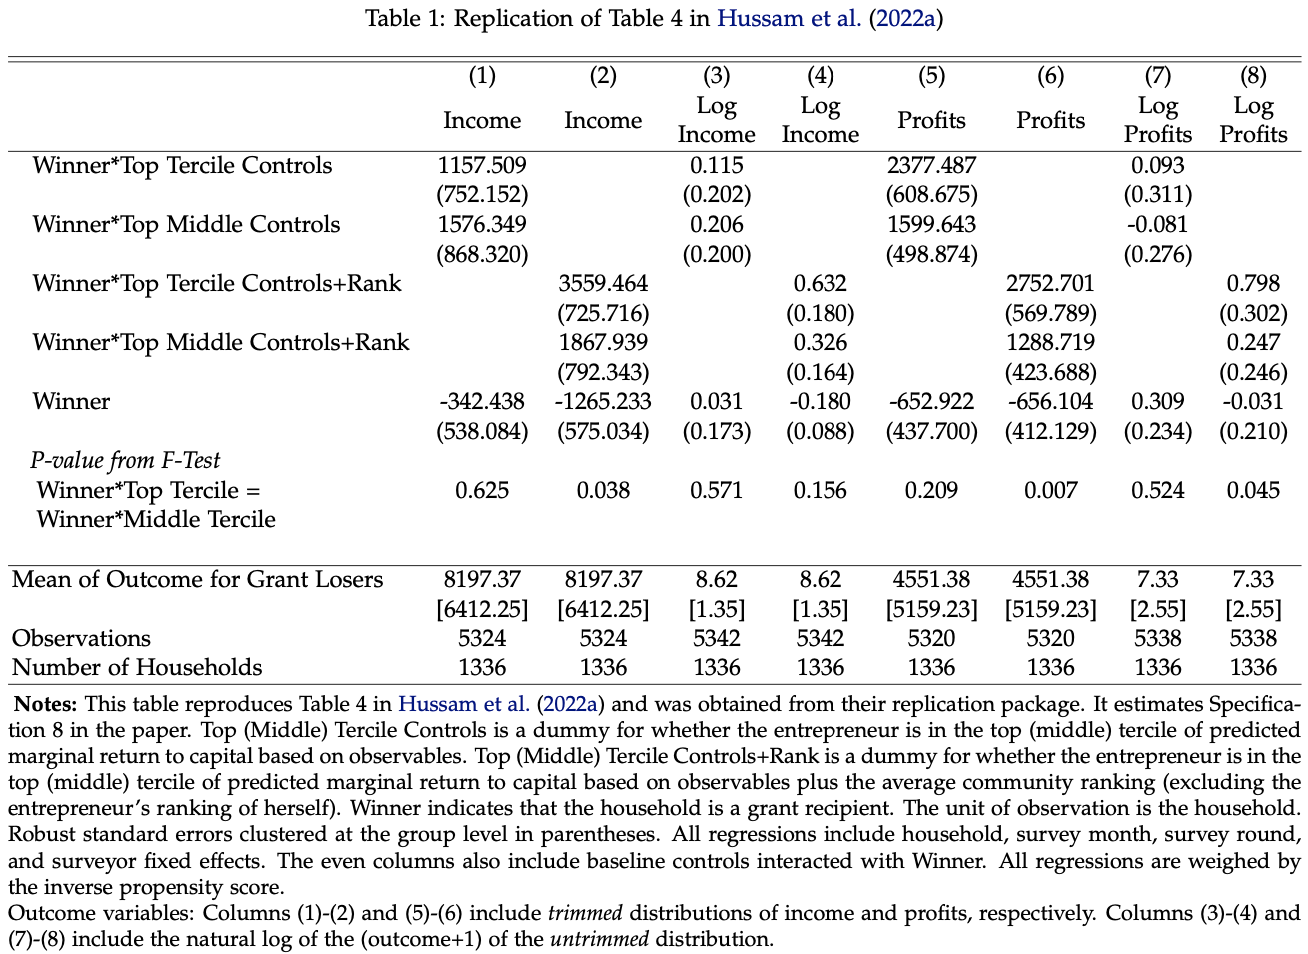 Table 1: Replication of Table 4 in Hussam et al. (2022a)
(1) (2) (3) (4) (5) (6) (7) (8)
Income Income Log Income Log Income Profits Profits Log Profits Log Profits
Winner*Top Tercile Controls 1157.509 0.115 2377.487 0.093
(752.152) (0.202) (608.675) (0.311)
Winner*Top Middle Controls 1576.349 0.206 1599.643 -0.081
(868.320) (0.200) (498.874) (0.276)
Winner*Top Tercile Controls+Rank 3559.464 0.632 2752.701 0.798
(725.716) (0.180) (569.789) (0.302)
Winner*Top Middle Controls+Rank 1867.939 0.326 1288.719 0.247
(792.343) (0.164) (423.688) (0.246)
Winner -342.438 -1265.233 0.031 -0.180 -652.922 -656.104 0.309 -0.031
(538.084) (575.034) (0.173) (0.088) (437.700) (412.129) (0.234) (0.210)
P-value from F-Test
Winner*Top Tercile = 0.625 0.038 0.571 0.156 0.209 0.007 0.524 0.045
Winner*Middle Tercile
Mean of Outcome for Grant Losers 8197.37 8197.37 8.62 8.62 4551.38 4551.38 7.33 7.33
[6412.25] [6412.25] [1.35] [1.35] [5159.23] [5159.23] [2.55] [2.55]
Observations 5324 5324 5342 5342 5320 5320 5338 5338
Number of Households 1336 1336 1336 1336 1336 1336 1336 1336
Notes: This table reproduces Table 4 in Hussam et al. (2022a) and was obtained from their replication package. It estimates Specifica-
tion 8 in the paper. Top (Middle) Tercile Controls is a dummy for whether the entrepreneur is in the top (middle) tercile of predicted
marginal return to capital based on observables. Top (Middle) Tercile Controls+Rank is a dummy for whether the entrepreneur is in the
top (middle) tercile of predicted marginal return to capital based on observables plus the average community ranking (excluding the
entrepreneur's ranking of herself). Winner indicates that the household is a grant recipient. The unit of observation is the household.
Robust standard errors clustered at the group level in parentheses. All regressions include household, survey month, survey round,
and surveyor fixed effects. The even columns also include baseline controls interacted with Winner. All regressions are weighed by
the inverse propensity score.
Outcome variables: Columns (1)-(2) and (5)-(6) include trimmed distributions of income and profits, respectively. Columns (3)-(4) and
(7)-(8) include the natural log of the (outcome+1) of the untrimmed distribution.